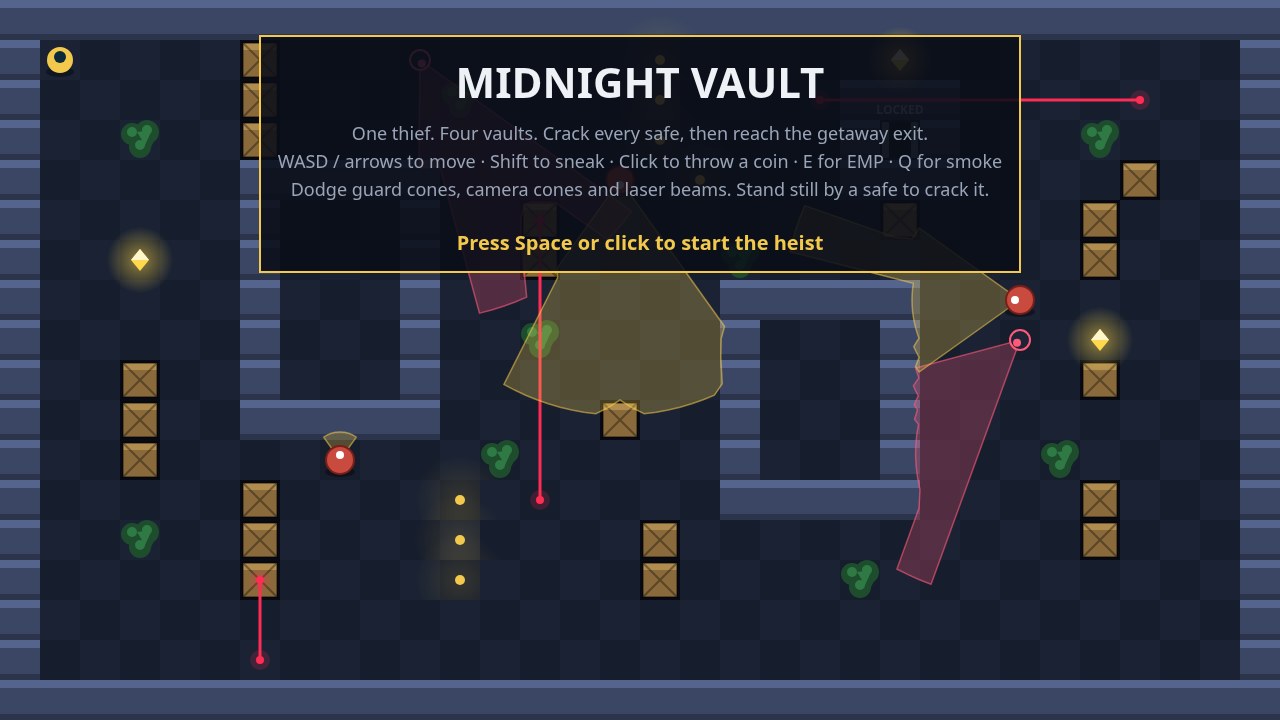 MIDNIGHT VAULT
LOCKED
One thief. Four vaults. Crack every safe, then reach the getaway exit.
WASD / arrows to move · Shift to sneak · Click to throw a coin · E for EMP · Q for smoke
Dodge guard cones, camera cones and laser beams. Stand still by a safe to crack it.
Press Space or click to start the heist